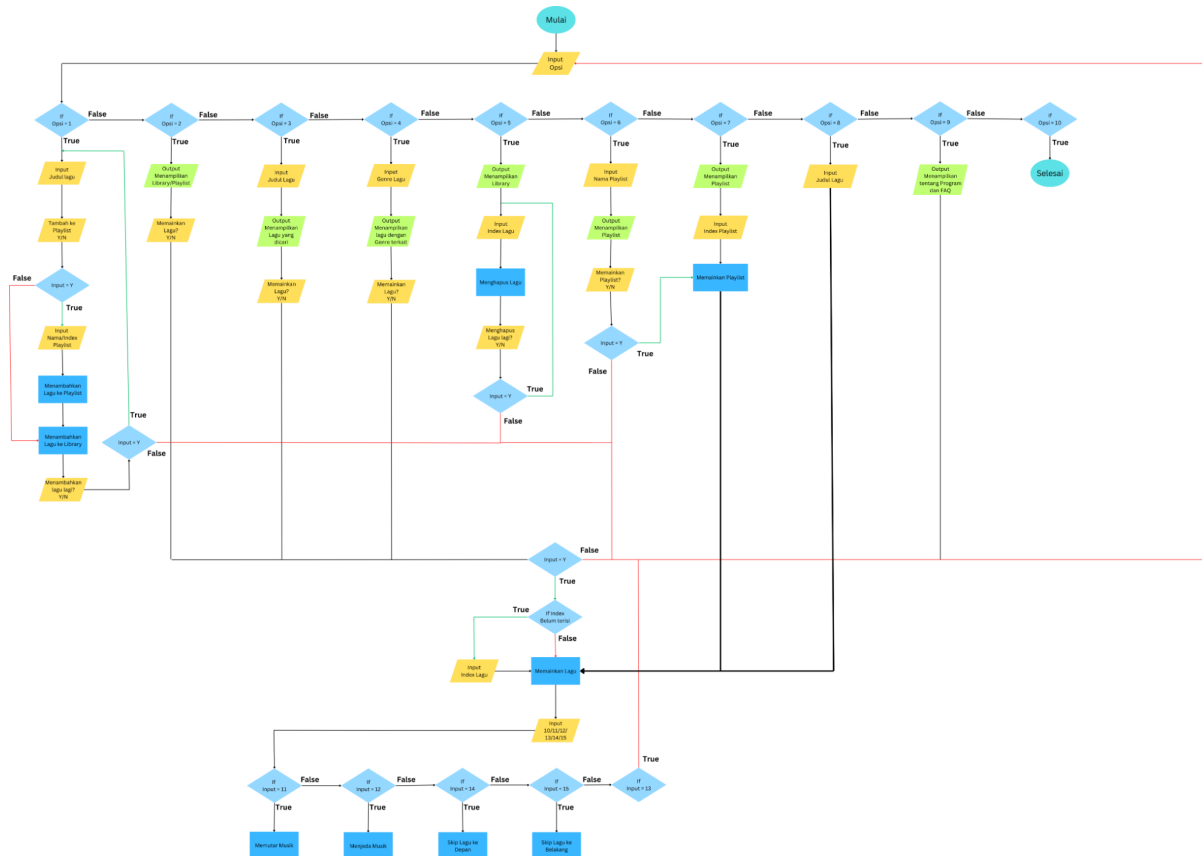 Mulai
Input
Opsi
If
Opsi = 1
False
If
Opsi = 2
False
If
Opsi = 3
False
If
Opsi = 4
False
If
Opsi = 5
False
If
Opsi = 6
False
If
Opsi = 7
False
If
Opsi = 8
False
If
Opsi = 9
False
If
Opsi = 10
True
True
True
True
True
True
True
True
True
True
Input
Judul lagu
Output
Menampilkan
Library/Playlist
Input
Judul Lagu
Input
Genre Lagu
Output
Menampilkan
Library
Input
Nama Playlist
Output
Menampilkan
Playlist
Input
Judul Lagu
Output
Menampilkan
tentang Program
dan FAQ
Selesai
Tambah ke
Playlist
Y/N
Memainkan
Lagu?
Y/N
Output
Menampilkan
Lagu yang
dicari
Output
Menampilkan
lagu dengan
Genre terkait
Input
Index Lagu
Output
Menampilkan
Playlist
Input
Index Playlist
False
Input = Y
True
Memainkan
Lagu?
Y/N
Memainkan
Lagu?
Y/N
Menghapus Lagu
Memainkan
Playlist?
Y/N
Memainkan Playlist
Input
Nama/Index
Playlist
Menghapus
Lagu lagi?
Y/N
Input = Y
True
False
Menambahkan
Lagu ke Playlist
Input = Y
True
False
True
Menambahkan
Lagu ke Library
Input = Y
False
Menambahkan
lagu lagi?
Y/N
Input = Y
False
True
True
If Index
Belum terisi
False
Input
Index Lagu
Memainkan Lagu
Input
10/11/12/
13/14/15
True
If
Input = 11
False
If
Input = 12
False
If
Input = 14
False
If
Input = 15
False
If
Input = 13
True
True
True
True
Memutar Musik
Menjeda Musik
Skip Lagu ke
Depan
Skip Lagu ke
Belakang